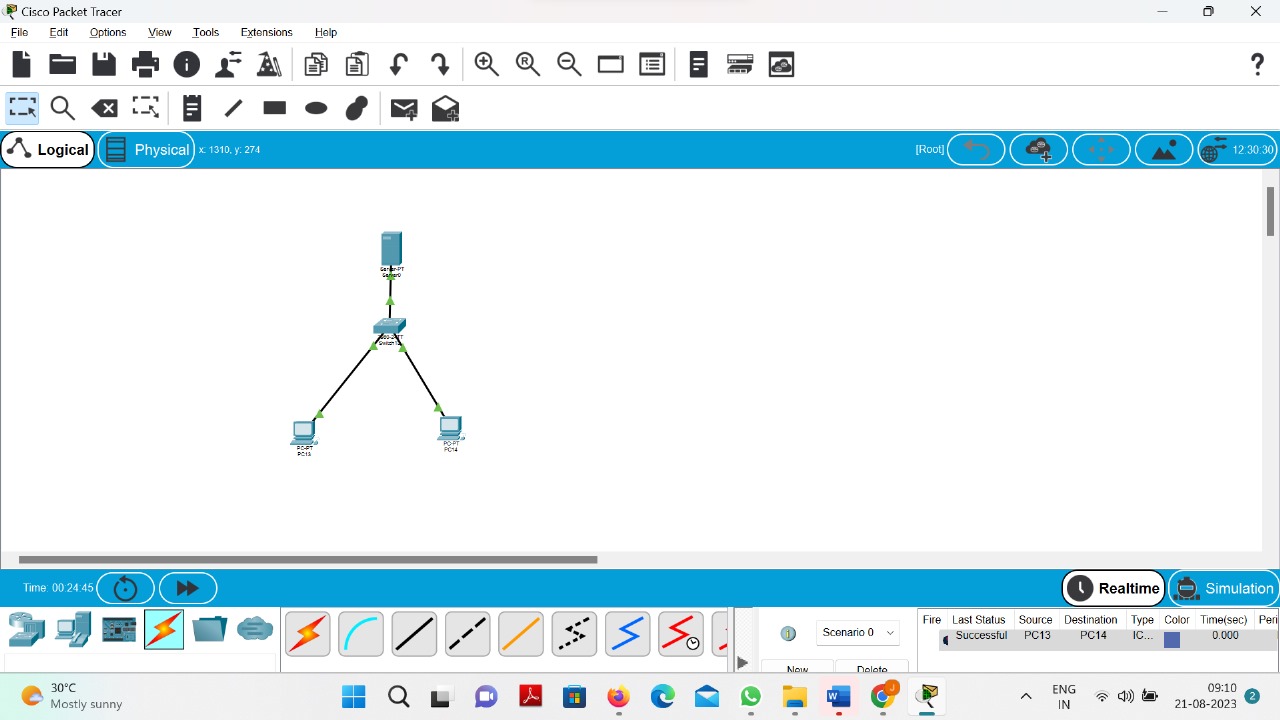 Cisco Packet Tracer
File Edit Options View Tools Extensions Help
Logical Physical x: 1310, y: 274 [Root] 12:30:30
Server-PT
Server0
PC-PT
PC13
PC-PT
PC14
Time: 00:24:45 Realtime Simulation
Scenario 0
New Delete
Fire Last Status Source Destination Type Color Time(sec) Peri
Successful PC13 PC14 IC... 0.000
30°C
Mostly sunny
ENG
IN
09:10
21-08-2023
2